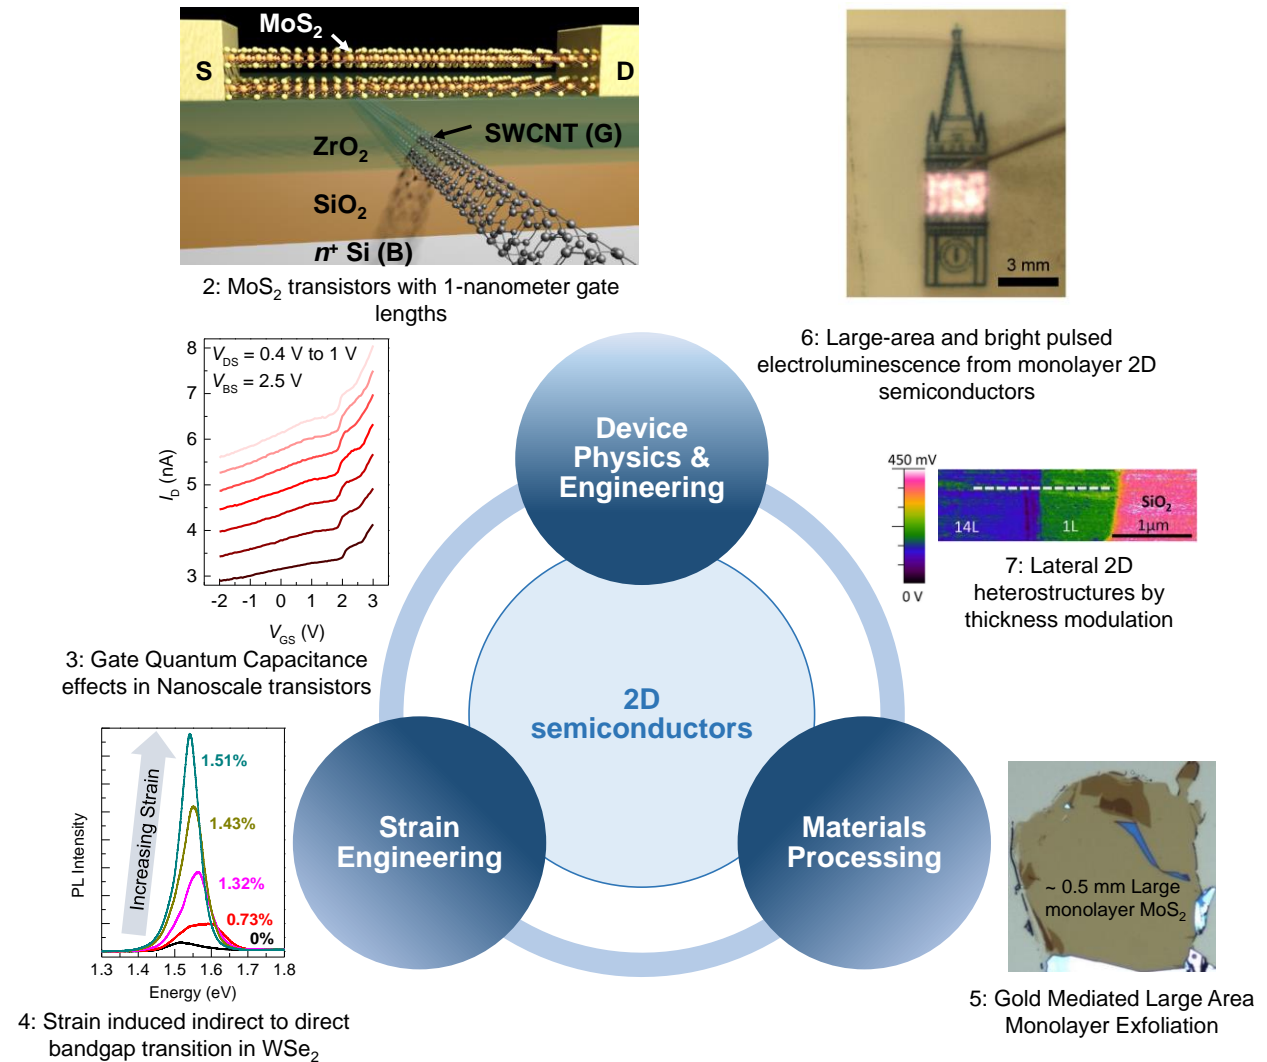 MoS2
S
D
SWCNT (G)
ZrO2
SiO2
n+ Si (B)
2: MoS2 transistors with 1-nanometer gate
lengths
3 mm
6: Large-area and bright pulsed
electroluminescence from monolayer 2D
semiconductors
VDS = 0.4 V to 1 V
VBS = 2.5 V
8
7
6
5
4
3
ID (nA)
-2 -1 0 1 2 3
VGS (V)
3: Gate Quantum Capacitance
effects in Nanoscale transistors
Device
Physics &
Engineering
450 mV
0 V
14L
1L
SiO2
1µm
7: Lateral 2D
heterostructures by
thickness modulation
2D
semiconductors
Strain
Engineering
Materials
Processing
PL Intensity
Increasing Strain
1.51%
1.43%
1.32%
0.73%
0%
1.3 1.4 1.5 1.6 1.7 1.8
Energy (eV)
4: Strain induced indirect to direct
bandgap transition in WSe2
~ 0.5 mm Large
monolayer MoS2
5: Gold Mediated Large Area
Monolayer Exfoliation